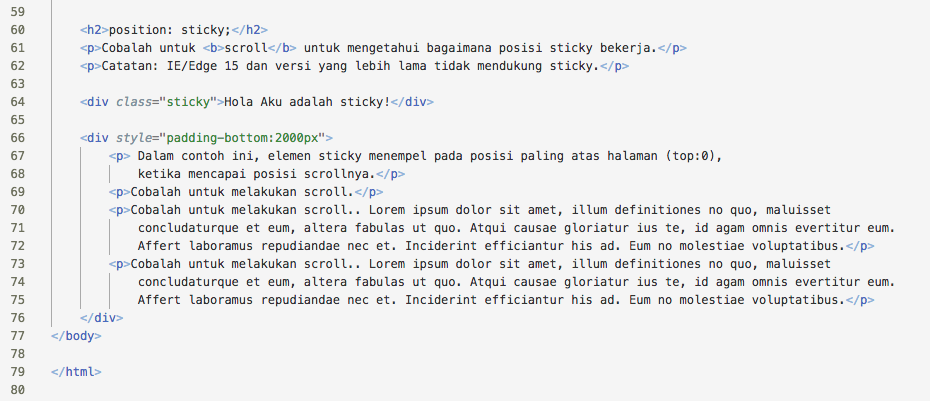 59
60 <h2>position: sticky;</h2>
61 <p>Cobalah untuk <b>scroll</b> untuk mengetahui bagaimana posisi sticky bekerja.</p>
62 <p>Catatan: IE/Edge 15 dan versi yang lebih lama tidak mendukung sticky.</p>
63
64 <div class="sticky">Hola Aku adalah sticky!</div>
65
66 <div style="padding-bottom:2000px">
67 <p> Dalam contoh ini, elemen sticky menempel pada posisi paling atas halaman (top:0),
68 ketika mencapai posisi scrollnya.</p>
69 <p>Cobalah untuk melakukan scroll.</p>
70 <p>Cobalah untuk melakukan scroll.. Lorem ipsum dolor sit amet, illum definitiones no quo, maluisset
71 concludaturque et eum, altera fabulas ut quo. Atqui causae gloriatur ius te, id agam omnis evertitur eum.
72 Affert laboramus repudiandae nec et. Inciderint efficiantur his ad. Eum no molestiae voluptatibus.</p>
73 <p>Cobalah untuk melakukan scroll.. Lorem ipsum dolor sit amet, illum definitiones no quo, maluisset
74 concludaturque et eum, altera fabulas ut quo. Atqui causae gloriatur ius te, id agam omnis evertitur eum.
75 Affert laboramus repudiandae nec et. Inciderint efficiantur his ad. Eum no molestiae voluptatibus.</p>
76 </div>
77 </body>
78
79 </html>
80